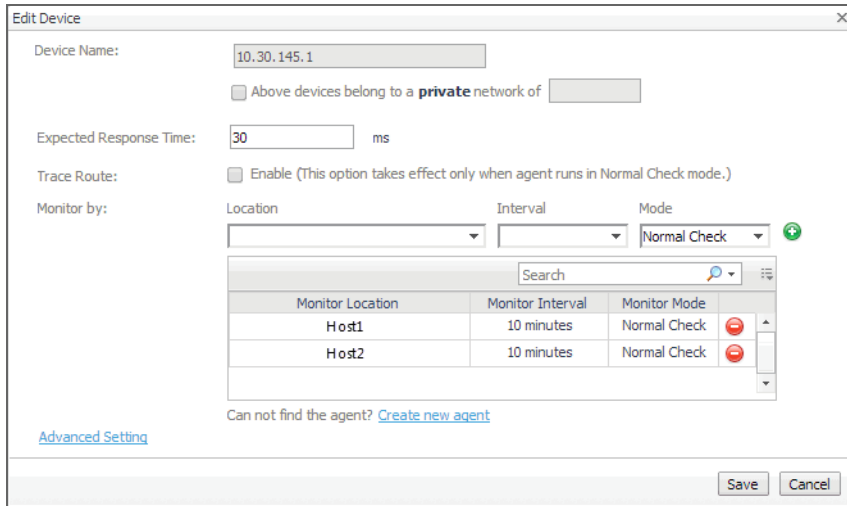 Edit Device
Device Name:
10.30.145.1
Above devices belong to a private network of
Expected Response Time:
30
ms
Trace Route:
Enable (This option takes effect only when agent runs in Normal Check mode.)
Monitor by:
Location
Interval
Mode
Normal Check
Search
Monitor Location
Monitor Interval
Monitor Mode
Host1
10 minutes
Normal Check
Host2
10 minutes
Normal Check
Can not find the agent? Create new agent
Advanced Setting
Save
Cancel